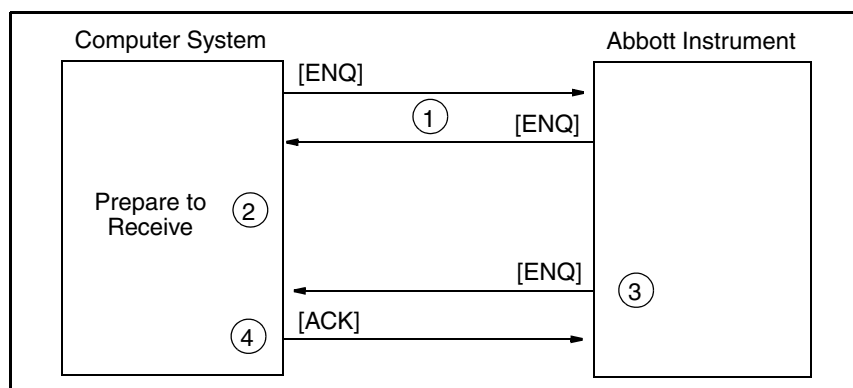 Computer System
Abbott Instrument
[ENQ]
1
[ENQ]
Prepare to
Receive
2
[ENQ]
3
[ACK]
4